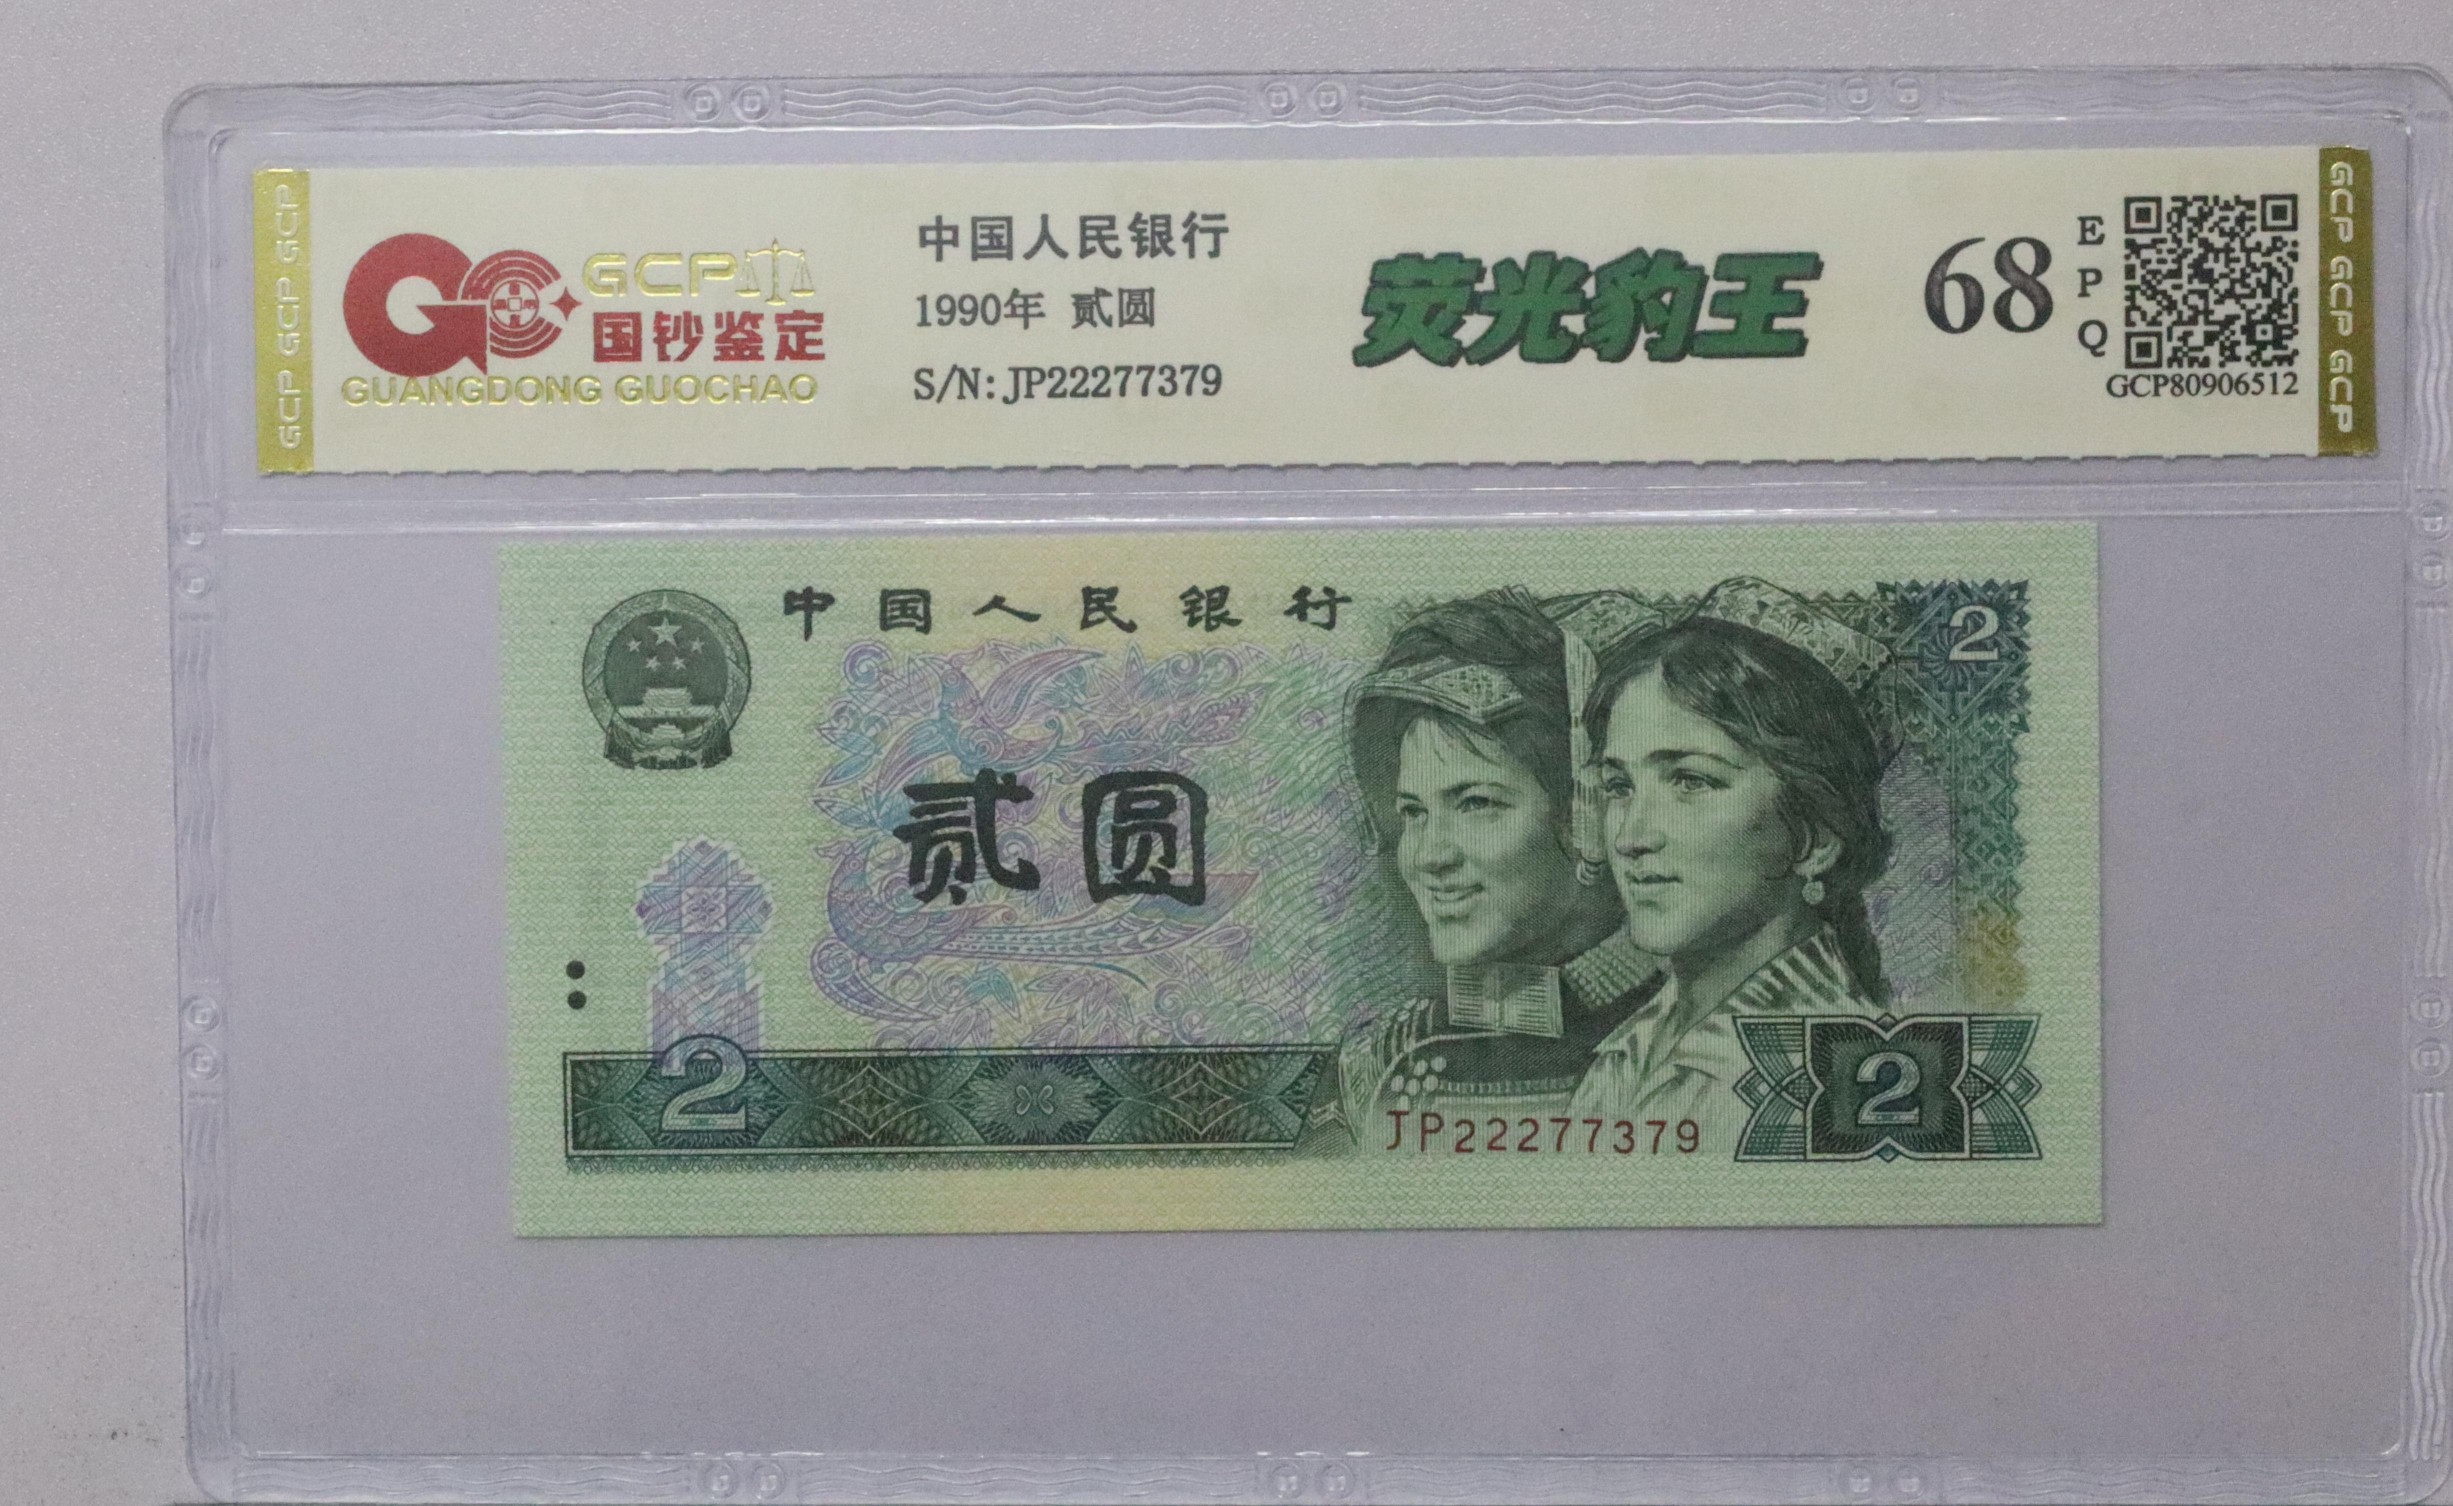 GCP GCP GCP
GCP
国钞鉴定
GUANGDONG GUOCHAO
中国人民银行
1990年 贰圆
S/N: JP22277379
荧光豹王
68
E
P
Q
GCP80906512
GCP GCP GCP
中国人民银行
2
贰圆
2
JP22277379
2